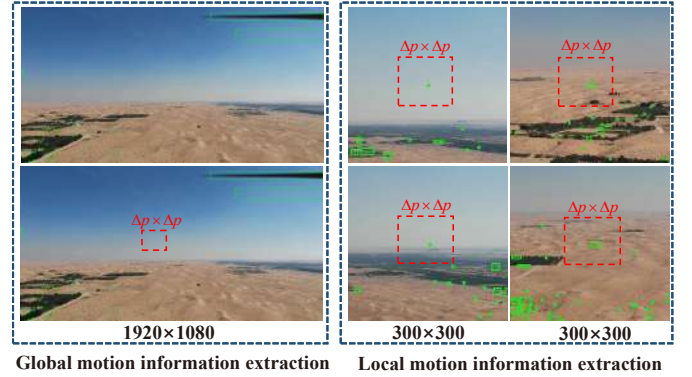 Δp×Δp
Δp×Δp
Δp×Δp
Δp×Δp
Δp×Δp
1920×1080
300×300
300×300
Global motion information extraction
Local motion information extraction